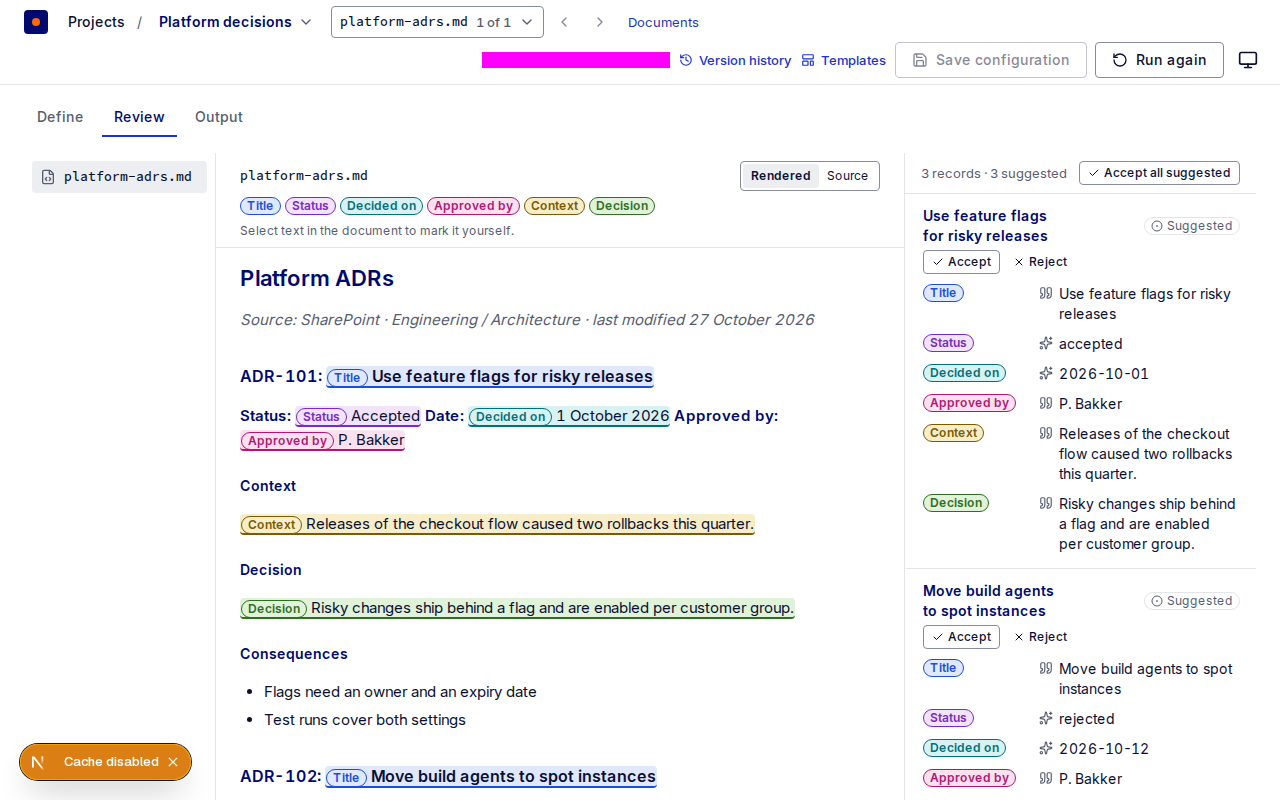 Projects / Platform decisions platform-adrs.md 1 of 1 Documents
Version history Templates Save configuration Run again
Define Review Output
platform-adrs.md
platform-adrs.md Rendered Source
Title Status Decided on Approved by Context Decision
Select text in the document to mark it yourself.
Platform ADRs
Source: SharePoint · Engineering / Architecture · last modified 27 October 2026
ADR-101: Title Use feature flags for risky releases
Status: Status Accepted Date: Decided on 1 October 2026 Approved by:
Approved by P. Bakker
Context
Context Releases of the checkout flow caused two rollbacks this quarter.
Decision
Decision Risky changes ship behind a flag and are enabled per customer group.
Consequences
• Flags need an owner and an expiry date
• Test runs cover both settings
ADR-102: Title Move build agents to spot instances
3 records · 3 suggested Accept all suggested
Use feature flags
for risky releases
Suggested
Accept Reject
Title Use feature flags for risky
releases
Status accepted
Decided on 2026-10-01
Approved by P. Bakker
Context Releases of the checkout
flow caused two rollbacks
this quarter.
Decision Risky changes ship behind
a flag and are enabled
per customer group.
Move build agents
to spot instances
Suggested
Accept Reject
Title Move build agents to spot
instances
Status rejected
Decided on 2026-10-12
Approved by P. Bakker
Cache disabled